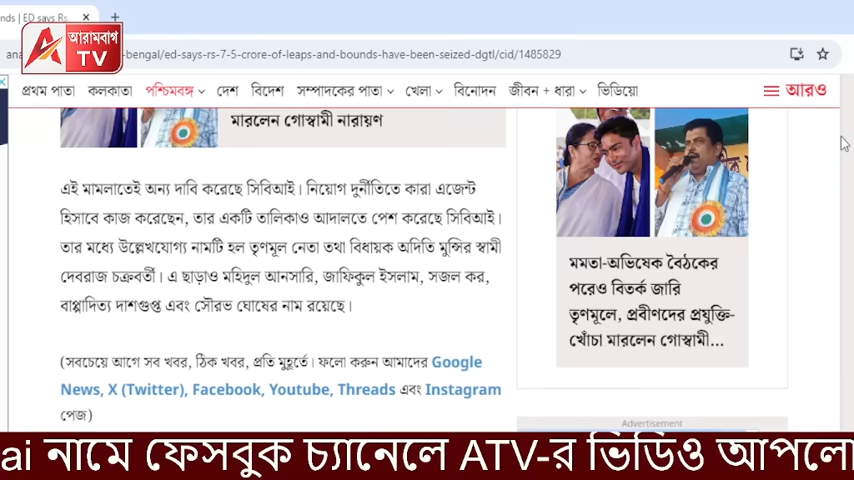 nds | ED says Rs.
আরামবাগ
TV
ana
-bengal/ed-says-rs-7-5-crore-of-leaps-and-bounds-have-been-seized-dgtl/cid/1485829
প্রথম পাতা কলকাতা পশ্চিমবঙ্গ দেশ বিদেশ সম্পাদকের পাতা খেলা বিনোদন জীবন + ধারা ভিডিয়ো আরও
মারলেন গোস্বামী নারায়ণ
এই মামলাতেই অন্য দাবি করেছে সিবিআই। নিয়োগ দুর্নীতিতে কারা এজেন্ট
হিসাবে কাজ করেছেন, তার একটি তালিকাও আদালতে পেশ করেছে সিবিআই।
তার মধ্যে উল্লেখযোগ্য নামটি হল তৃণমূল নেতা তথা বিধায়ক অদিতি মুন্সির স্বামী
দেবরাজ চক্রবর্তী। এ ছাড়াও মহিদুল আনসারি, জাফিকুল ইসলাম, সজল কর,
বাপ্পাদিত্য দাশগুপ্ত এবং সৌরভ ঘোষের নাম রয়েছে।
(সবচেয়ে আগে সব খবর, ঠিক খবর, প্রতি মুহূর্তে। ফলো করুন আমাদের Google
News, X (Twitter), Facebook, Youtube, Threads এবং Instagram
পেজ)
মমতা-অভিষেক বৈঠকের
পরেও বিতর্ক জারি
তৃণমূলে, প্রবীণদের প্রযুক্তি-
খোঁচা মারলেন গোস্বামী...
Advertisement
ai নামে ফেসবুক চ্যানেলে ATV-র ভিডিও আপলো